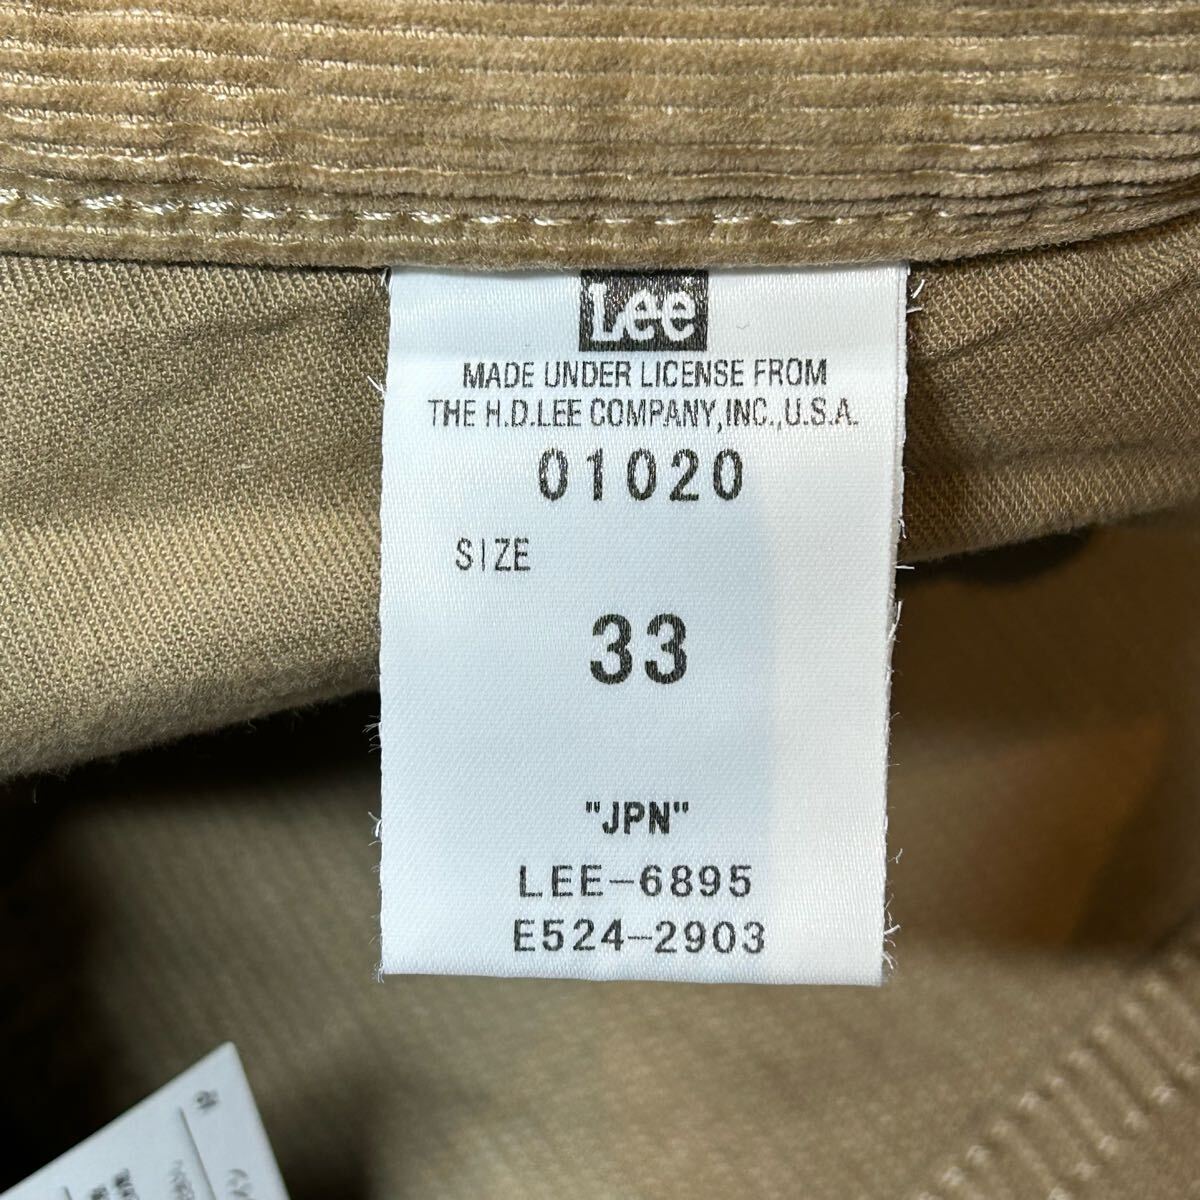 Lee
MADE UNDER LICENSE FROM
THE H.D.LEE COMPANY,INC.,U.S.A.
01020
SIZE
33
"JPN"
LEE-6895
E524-2903